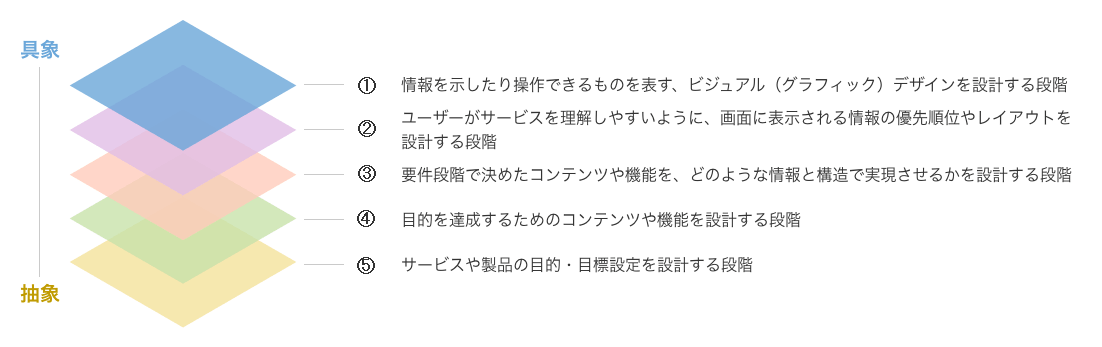 具象
① 情報を示したり操作できるものを表す、ビジュアル（グラフィック）デザインを設計する段階
② ユーザーがサービスを理解しやすいように、画面に表示される情報の優先順位やレイアウトを
設計する段階
③ 要件段階で決めたコンテンツや機能を、どのような情報と構造で実現させるかを設計する段階
④ 目的を達成するためのコンテンツや機能を設計する段階
⑤ サービスや製品の目的・目標設定を設計する段階
抽象